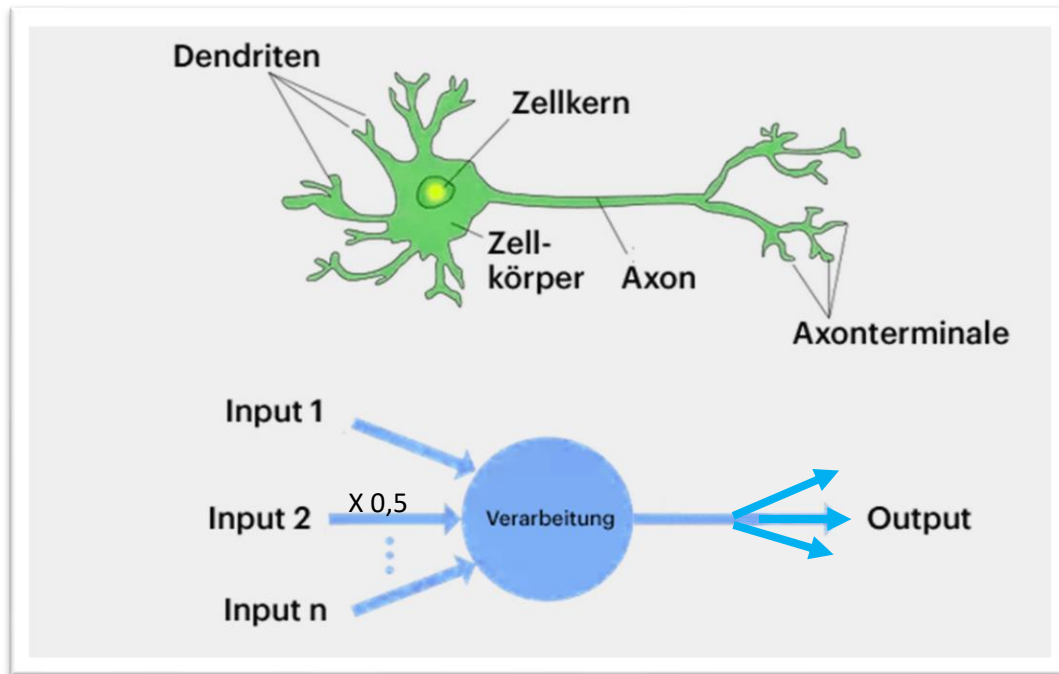 Dendriten
Zellkern
Zell-
körper
Axon
Axonterminale
Input 1
X 0,5
Input 2
Verarbeitung
Output
Input n